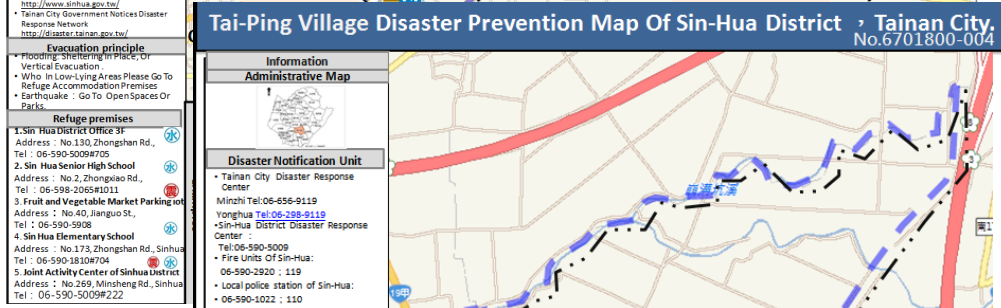 http://www.sinhua.gov.tw/
• Tainan City Government Notices Disaster
Response Network
http://disaster.tainan.gov.tw/
Evacuation principle
• Flooding: Sheltering In Place, Or
Vertical Evacuation .
• Who In Low-Lying Areas Please Go To
Refuge Accommodation Premises
• Earthquake : Go To Open Spaces Or
Parks.
Refuge premises
1.Sin Hua District Office 3F
水
Address : No.130,Zhongshan Rd.,
Tel : 06-590-5009#705
2. Sin Hua Senior High School
水
Address : No.2,Zhongxiao Rd.,
Tel : 06-598-2065#1011
震
3. Fruit and Vegetable Market Parking lot
Address : No.40,Jianguo St.,
Tel : 06-590-5908
水
4. Sin Hua Elementary School
Address : No.173,Zhongshan Rd., Sinhua
Tel : 06-590-1810#704
震 水
5. Joint Activity Center of Sinhua District
Address : No.269,Minsheng Rd., Sinhua
Tel : 06-590-5009#222
Tai-Ping Village Disaster Prevention Map Of Sin-Hua District ,Tainan City.
No.6701800-004
Information
Administrative Map
Disaster Notification Unit
• Tainan City Disaster Response
Center
Minzhi Tel:06-656-9119
Yonghua Tel:06-298-9119
•Sin-Hua District Disaster Response
Center :
Tel:06-590-5009
• Fire Units Of Sin-Hua:
06-590-2920 ; 119
• Local police station of Sin-Hua:
• 06-590-1022 ; 110
19甲
3